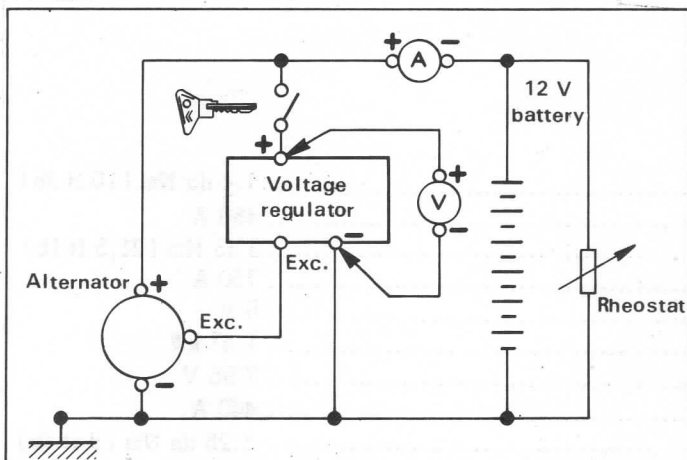 + A −
12 V
battery
+
Voltage
regulator
+
V
−
−
Exc.
Alternator +
Exc.
−
Rheostat